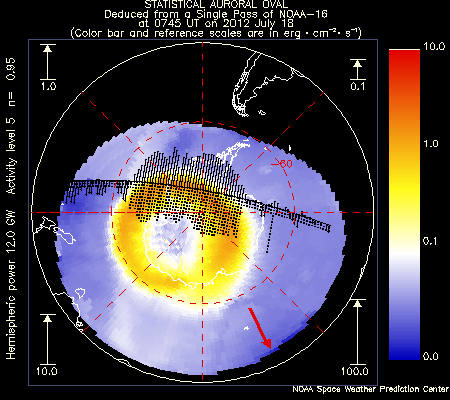 STATISTICAL AURORAL OVAL
Deduced from a Single Pass of NOAA-16
at 0745 UT on 2012 July 18
(Color bar and reference scales are in erg·cm⁻²·s⁻¹)
Hemispheric power 12.0 GW Activity level 5 n= 0.95
1.0
0.1
10.0
100.0
-60
10.0
1.0
0.1
0.0
NOAA Space Weather Prediction Center